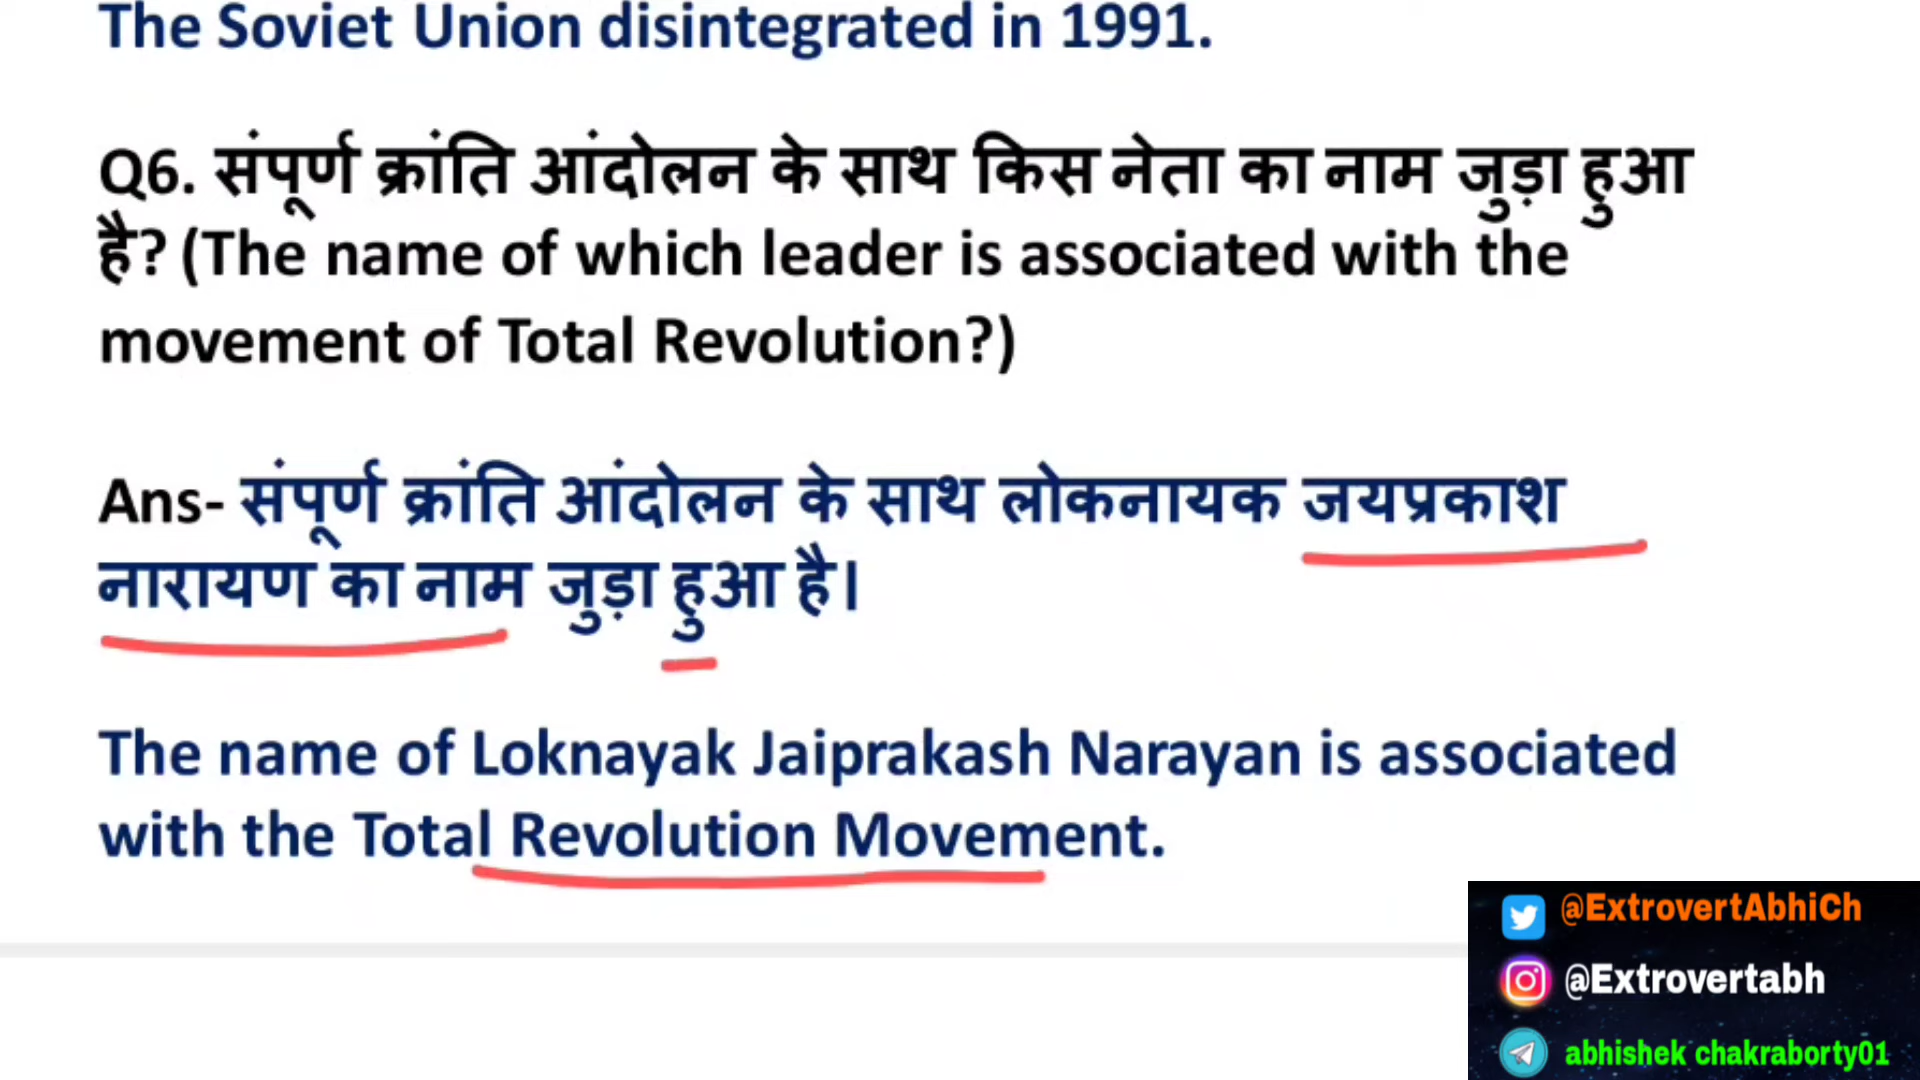 The Soviet Union disintegrated in 1991.
Q6. संपूर्ण क्रांति आंदोलन के साथ किस नेता का नाम जुड़ा हुआ
है? (The name of which leader is associated with the
movement of Total Revolution?)
Ans- संपूर्ण क्रांति आंदोलन के साथ लोकनायक जयप्रकाश
नारायण का नाम जुड़ा हुआ है।
The name of Loknayak Jaiprakash Narayan is associated
with the Total Revolution Movement.
@ExtrovertAbhiCh
@Extrovertabh
abhishek chakraborty01